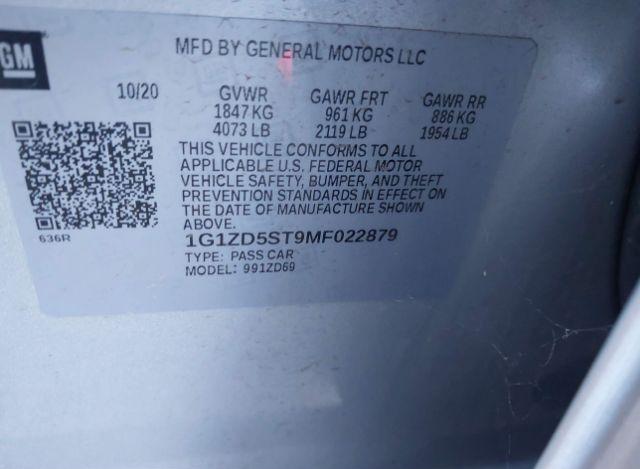 GM
MFD BY GENERAL MOTORS LLC
10/20 GVWR GAWR FRT GAWR RR
1847 KG 961 KG 886 KG
4073 LB 2119 LB 1954 LB
THIS VEHICLE CONFORMS TO ALL
APPLICABLE U.S. FEDERAL MOTOR
VEHICLE SAFETY, BUMPER, AND THEFT
PREVENTION STANDARDS IN EFFECT ON
THE DATE OF MANUFACTURE SHOWN
ABOVE.
636R
1G1ZD5ST9MF022879
TYPE: PASS CAR
MODEL: 991ZD69